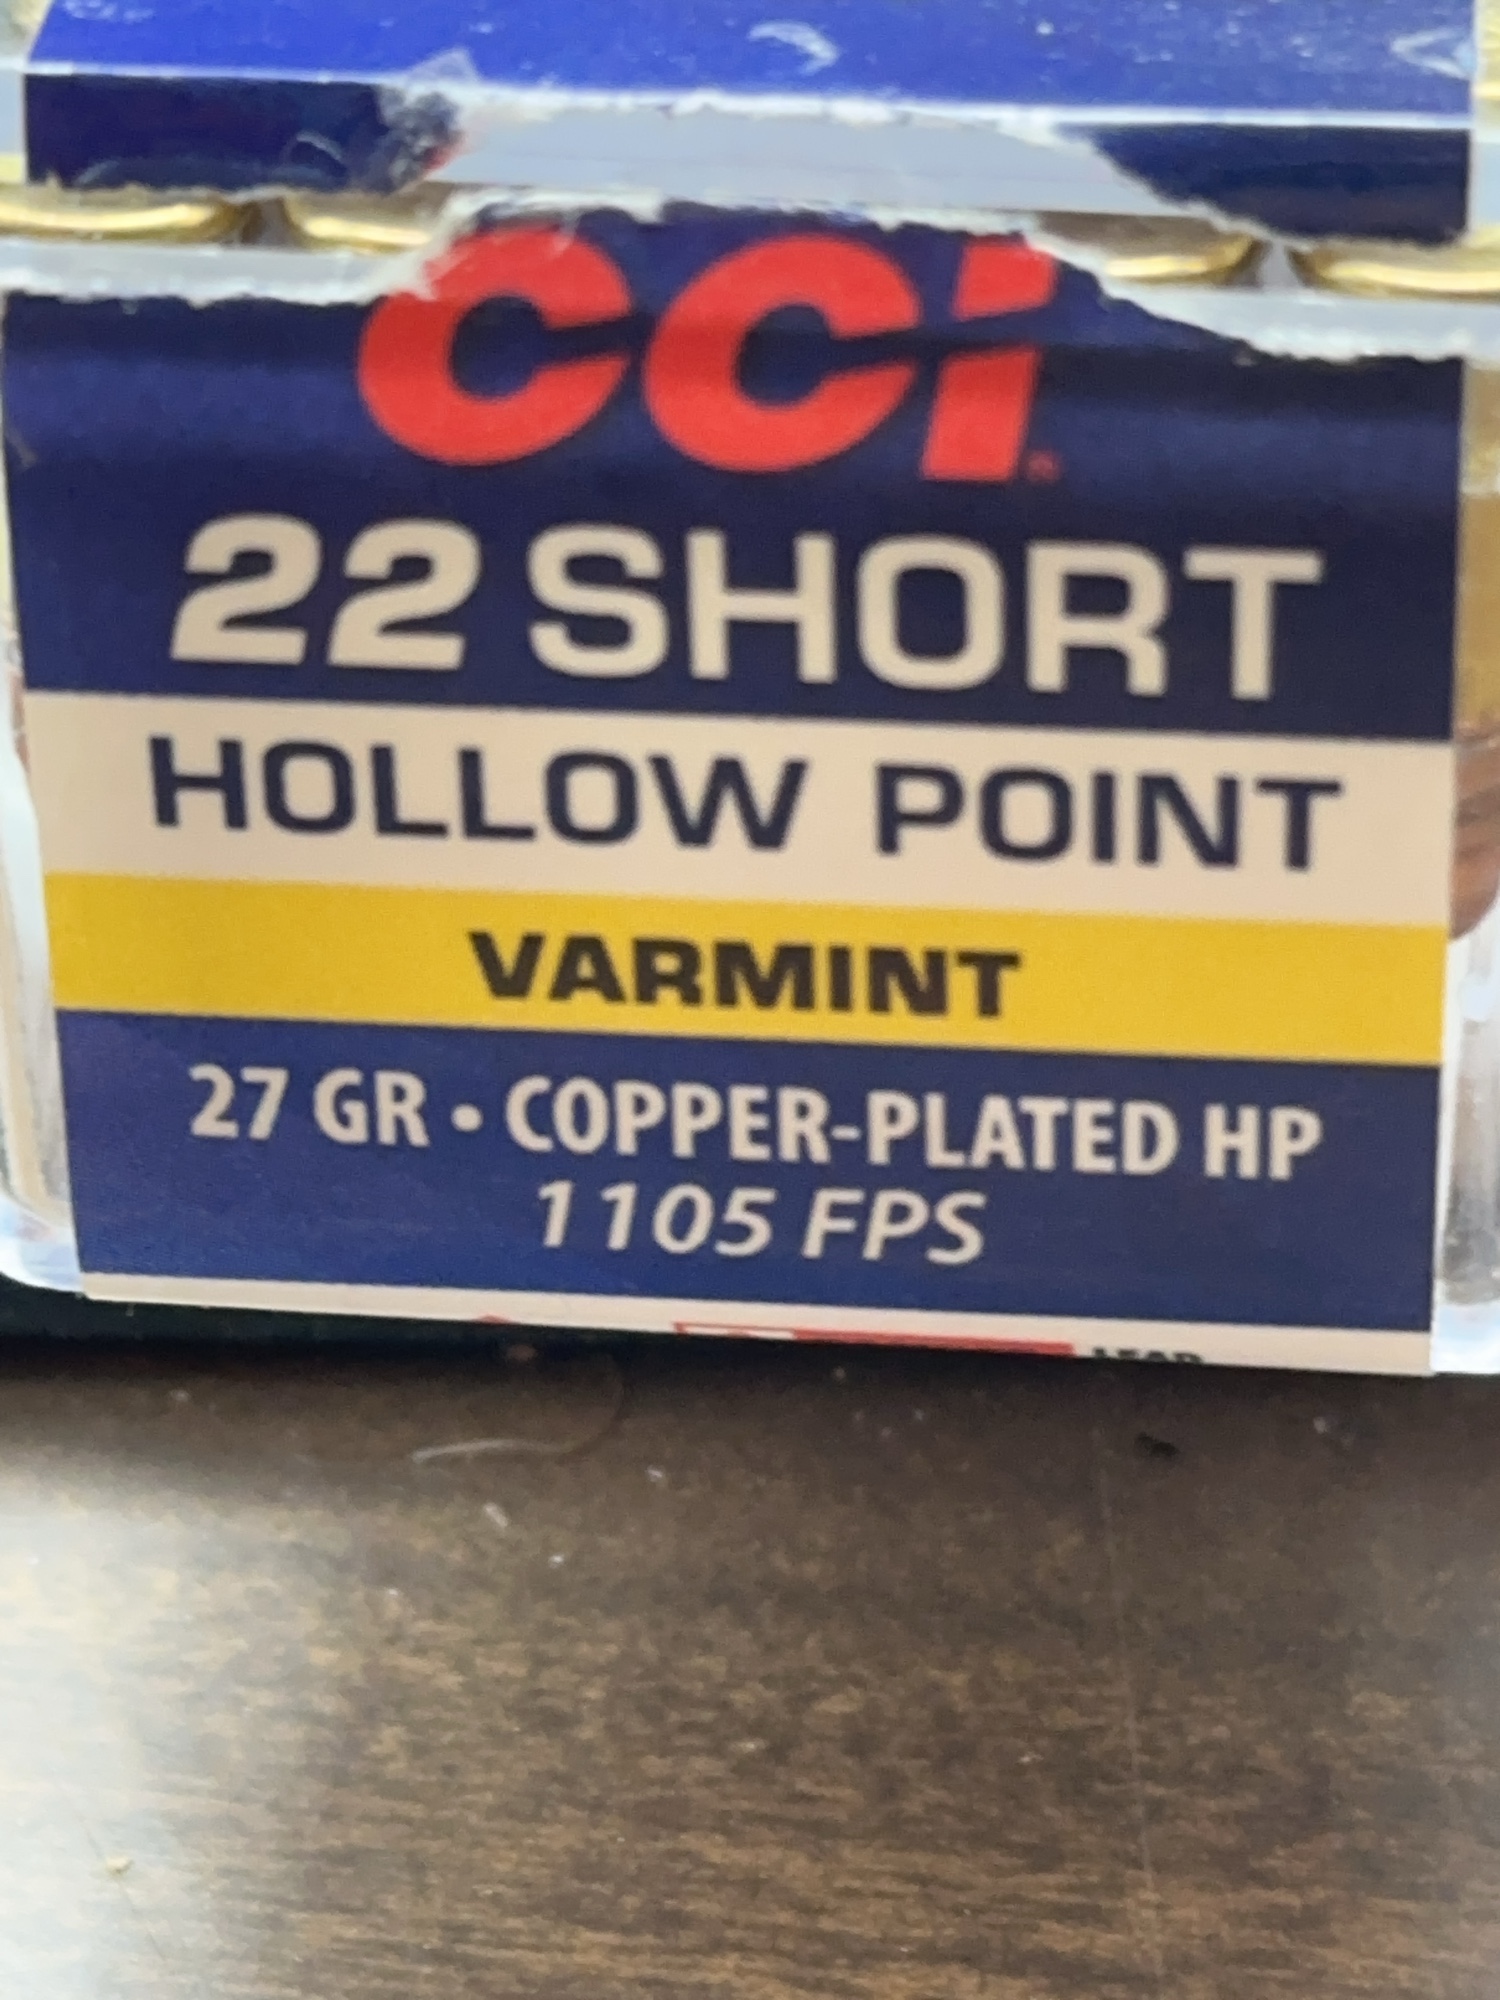 CCI
22 SHORT
HOLLOW POINT
VARMINT
27 GR • COPPER-PLATED HP
1105 FPS